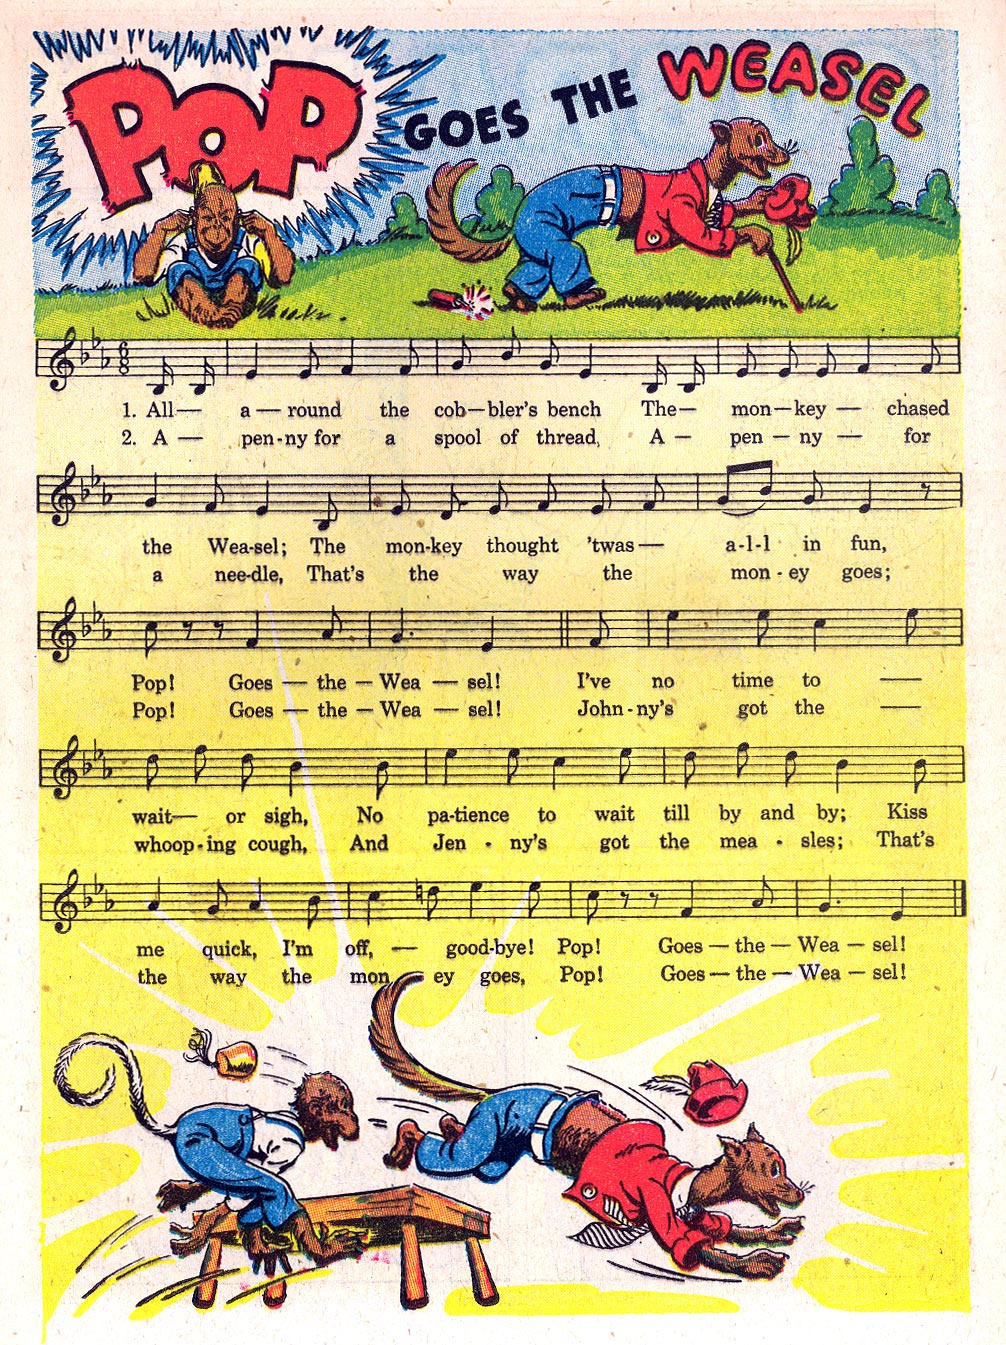 POP GOES THE WEASEL
6
8
1. All— a—round the cob—bler's bench The— mon—key — chased
2. A — pen-ny for a spool of thread, A — pen — ny — for
the Wea-sel; The mon-key thought 'twas— a-l-l in fun,
a nee-dle, That's the way the mon-ey goes;
Pop! Goes — the — Wea — sel! I've no time to —
Pop! Goes — the — Wea — sel! John-ny's got the —
wait— or sigh, No pa-tience to wait till by and by; Kiss
whoop-ing cough, And Jen - ny's got the mea - sles; That's
me quick, I'm off, — good-bye! Pop! Goes — the — Wea — sel!
the way the mon ey goes, Pop! Goes — the — Wea — sel!